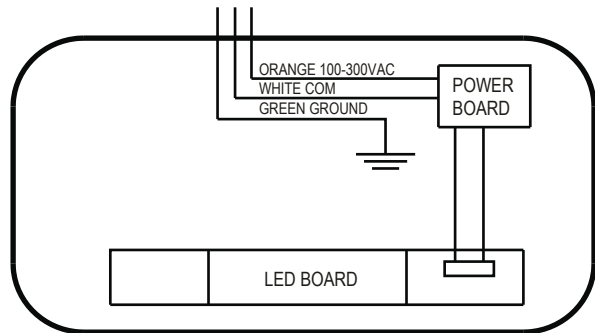 ORANGE 100-300VAC
WHITE COM
GREEN GROUND
POWER
BOARD
LED BOARD